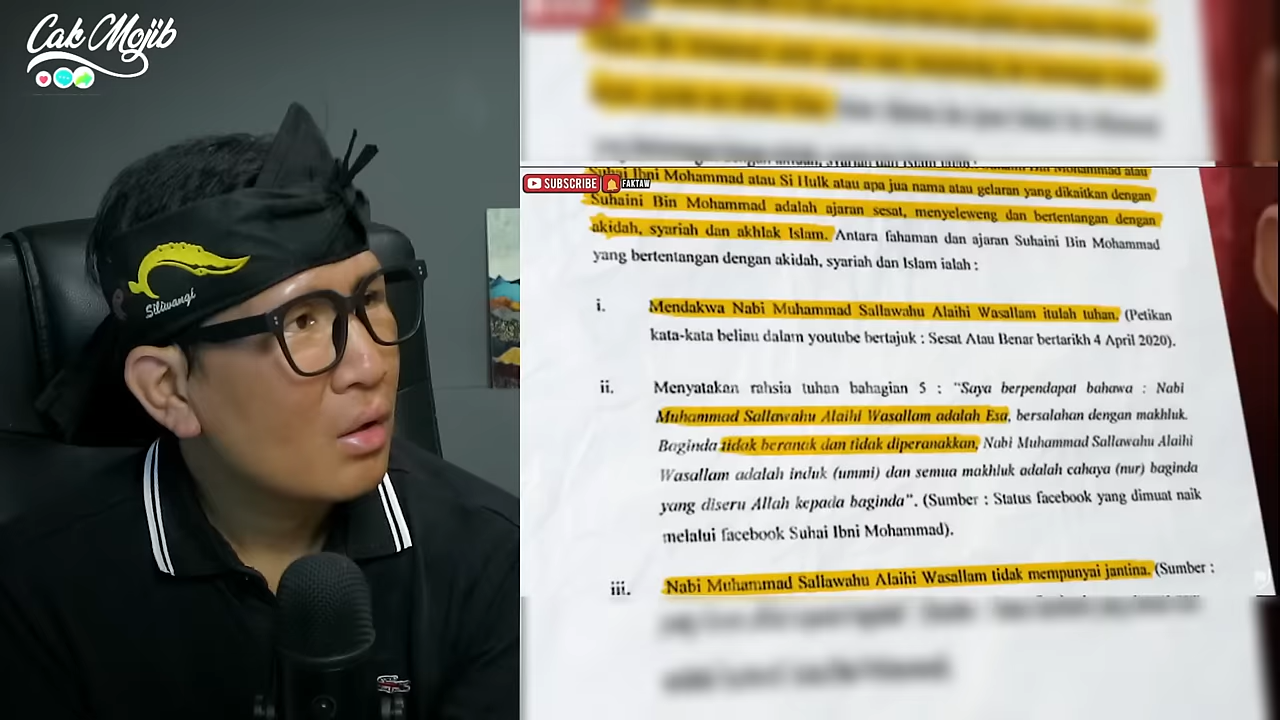 Cak Mojib
Siliwangi
SUBSCRIBE
FAKTAW
Suhai Ibni Mohammad atau Si Hulk atau apa jua nama atau gelaran yang dikaitkan dengan
Suhaini Bin Mohammad adalah ajaran sesat, menyeleweng dan bertentangan dengan
akidah, syariah dan akhlak Islam. Antara fahaman dan ajaran Suhaini Bin Mohammad
yang bertentangan dengan akidah, syariah dan Islam ialah :
i. Mendakwa Nabi Muhammad Sallawahu Alaihi Wasallam itulah tuhan. (Petikan
kata-kata beliau dalam youtube bertajuk : Sesat Atau Benar bertarikh 4 April 2020).
ii. Menyatakan rahsia tuhan bahagian 5 : "Saya berpendapat bahawa : Nabi
Muhammad Sallawahu Alaihi Wasallam adalah Esa, bersalahan dengan makhluk.
Baginda tidak beranak dan tidak diperanakkan, Nabi Muhammad Sallawahu Alaihi
Wasallam adalah induk (ummi) dan semua makhluk adalah cahaya (nur) baginda
yang diseru Allah kepada baginda". (Sumber : Status facebook yang dimuat naik
melalui facebook Suhai Ibni Mohammad).
iii. Nabi Muhammad Sallawahu Alaihi Wasallam tidak mempunyai jantina. (Sumber :